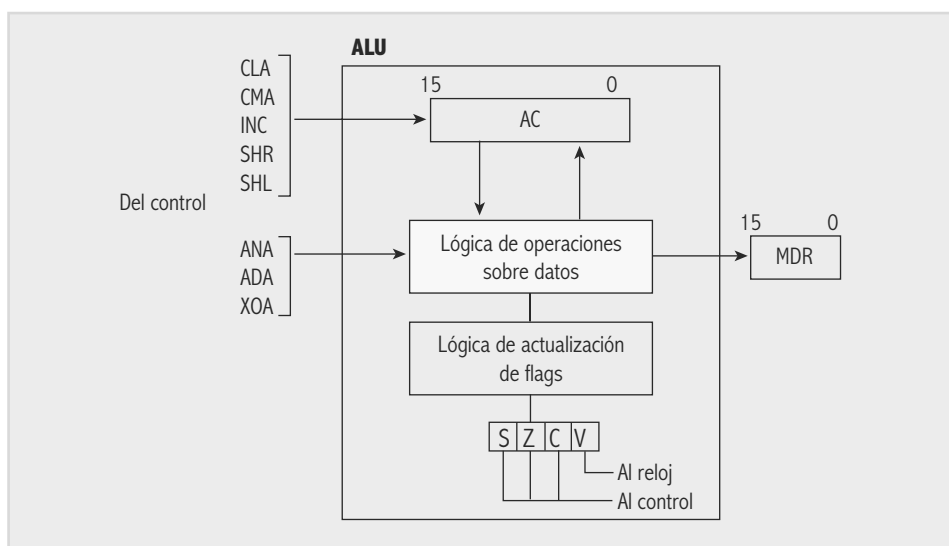 ALU
CLA
CMA
INC
SHR
SHL
15 0
AC
Del control
ANA
ADA
XOA
Lógica de operaciones
sobre datos
15 0
MDR
Lógica de actualización
de flags
S Z C V
Al reloj
Al control